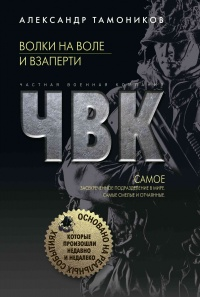 АЛЕКСАНДР ТАМОНИКОВ
ВОЛКИ НА ВОЛЕ
И ВЗАПЕРТИ
ЧАСТНАЯ ВОЕННАЯ КОМПАНИЯ
ЧВК
САМОЕ
ЗАСЕКРЕЧЕННОЕ ПОДРАЗДЕЛЕНИЕ В МИРЕ.
САМЫЕ СМЕЛЫЕ И ОТЧАЯННЫЕ
ОСНОВАНО НА РЕАЛЬНЫХ СОБЫТИЯХ
КОТОРЫЕ
ПРОИЗОШЛИ
НЕДАВНО
И НЕДАЛЕКО